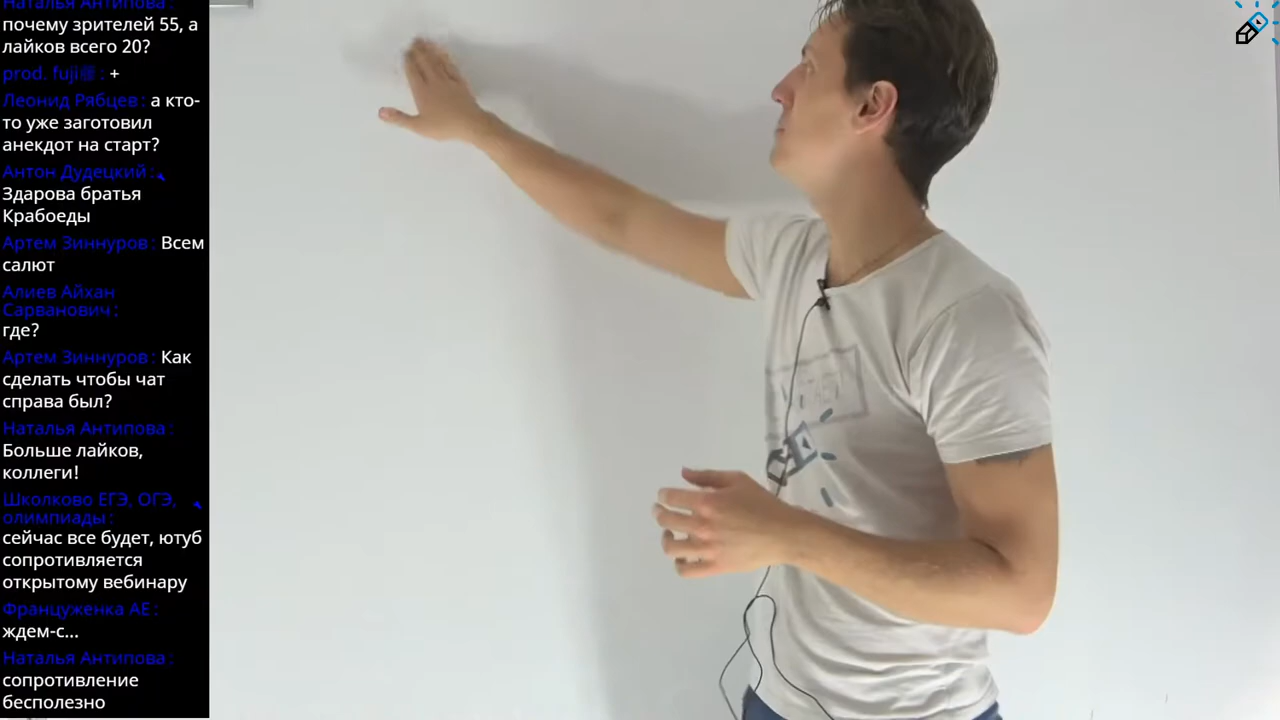 Наталья Антипова :
почему зрителей 55, а
лайков всего 20?
prod. fuji : +
Леонид Рябцев : а кто-
то уже заготовил
анекдот на старт?
Антон Дудецкий :
Здарова братья
Крабоеды
Артем Зиннуров : Всем
салют
Алиев Айхан
Сарванович :
где?
Артем Зиннуров : Как
сделать чтобы чат
справа был?
Наталья Антипова :
Больше лайков,
коллеги!
Школково ЕГЭ, ОГЭ,
олимпиады :
сейчас все будет, ютуб
сопротивляется
открытому вебинару
Француженка АЕ :
ждем-с...
Наталья Антипова :
сопротивление
бесполезно